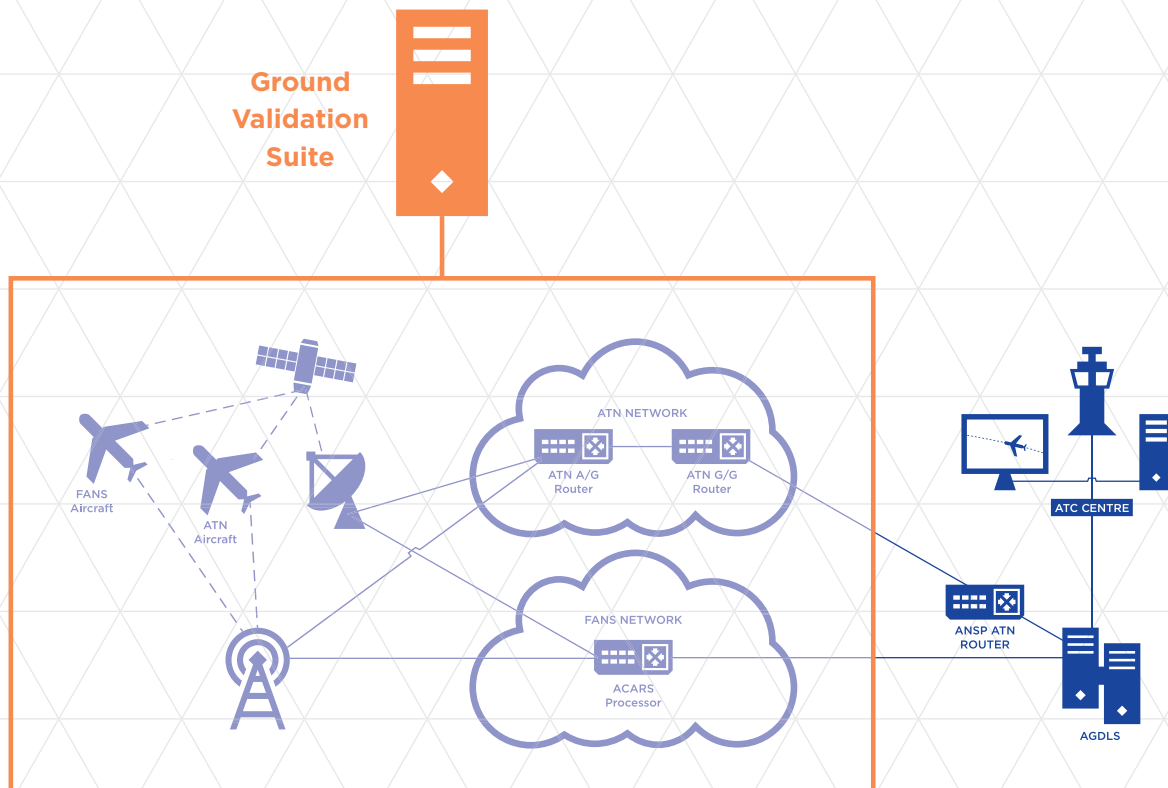 Ground
Validation
Suite
ATN NETWORK
ATN A/G
Router
ATN G/G
Router
FANS
Aircraft
ATN
Aircraft
ATC CENTRE
FANS NETWORK
ACARS
Processor
ANSP ATN
ROUTER
AGDLS